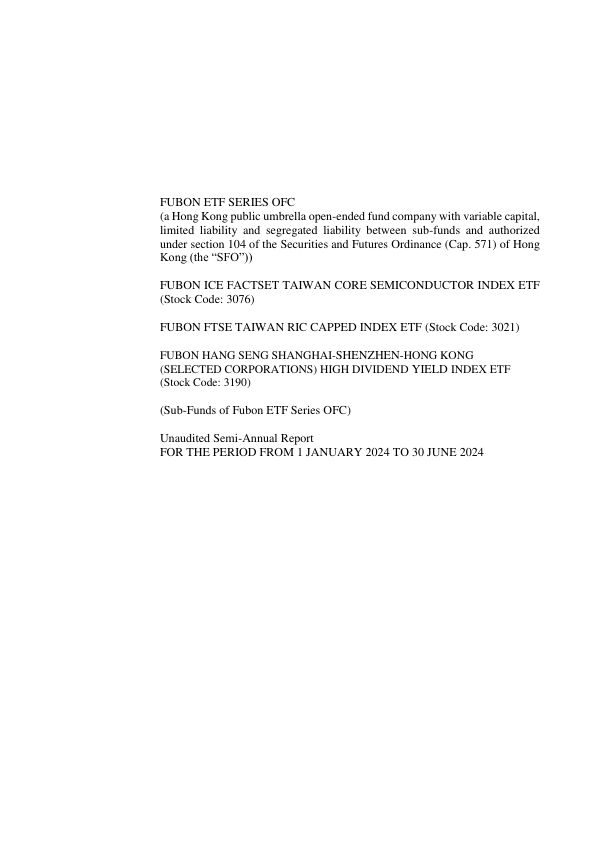 FUBON ETF SERIES OFC
(a Hong Kong public umbrella open-ended fund company with variable capital,
limited liability and segregated liability between sub-funds and authorized
under section 104 of the Securities and Futures Ordinance (Cap. 571) of Hong
Kong (the “SFO”))
FUBON ICE FACTSET TAIWAN CORE SEMICONDUCTOR INDEX ETF
(Stock Code: 3076)
FUBON FTSE TAIWAN RIC CAPPED INDEX ETF (Stock Code: 3021)
FUBON HANG SENG SHANGHAI-SHENZHEN-HONG KONG
(SELECTED CORPORATIONS) HIGH DIVIDEND YIELD INDEX ETF
(Stock Code: 3190)
(Sub-Funds of Fubon ETF Series OFC)
Unaudited Semi-Annual Report
FOR THE PERIOD FROM 1 JANUARY 2024 TO 30 JUNE 2024